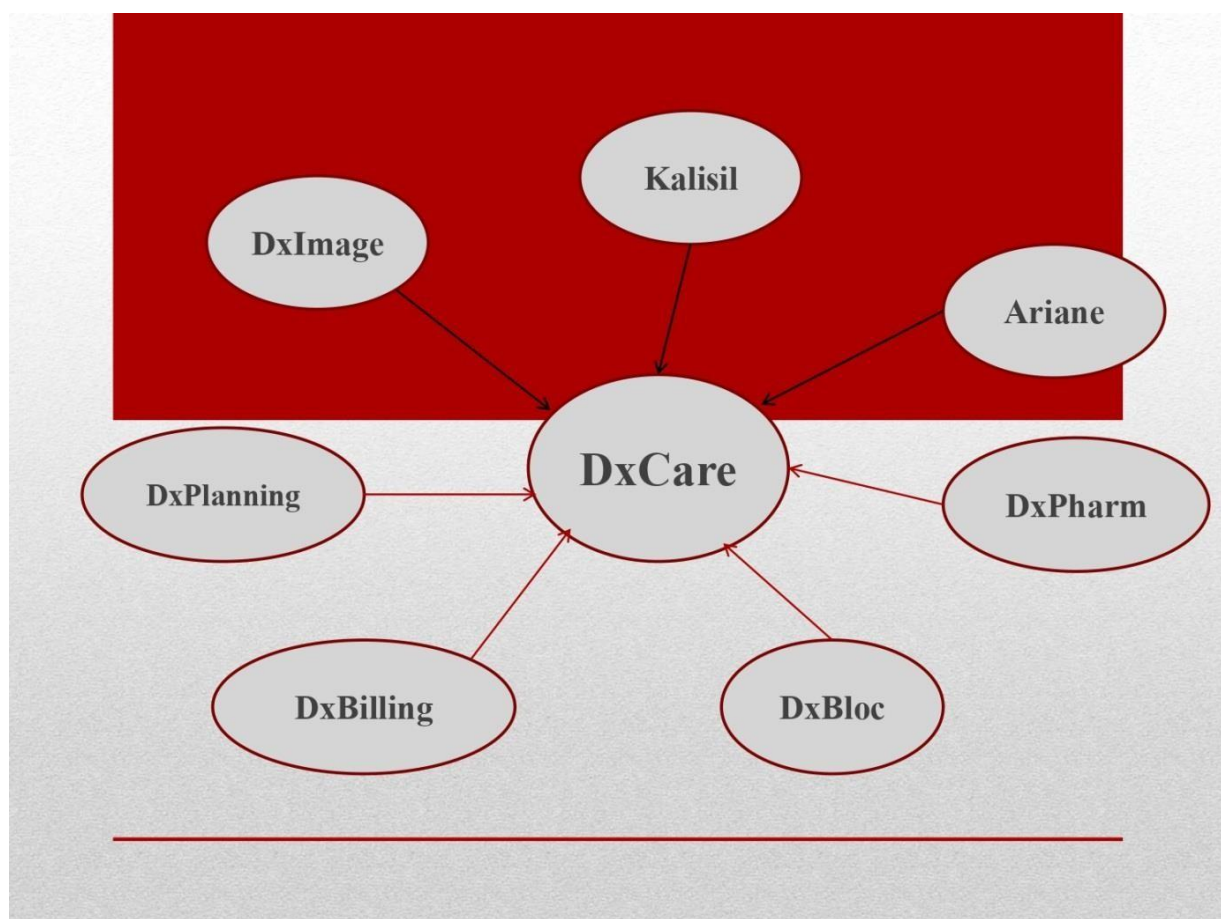 Kalisil
DxImage
Ariane
DxCare
DxPlanning
DxPharm
DxBilling
DxBloc